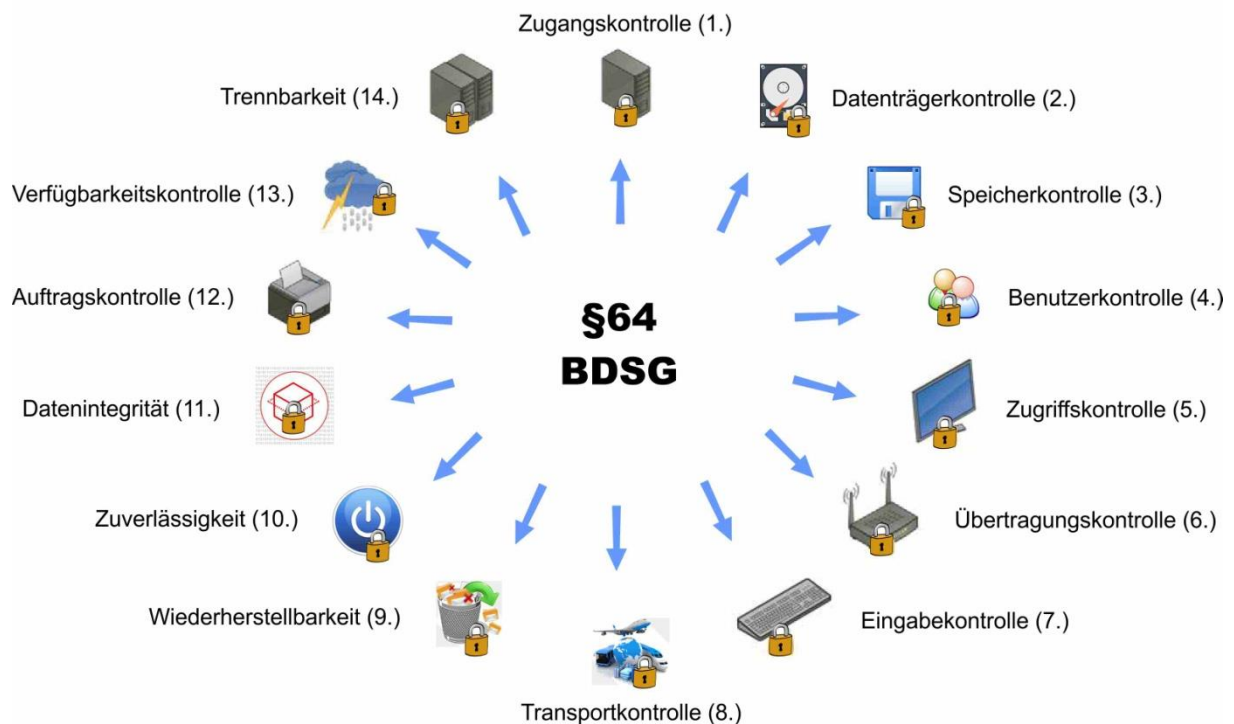 Zugangskontrolle (1.)
Trennbarkeit (14.)
Datenträgerkontrolle (2.)
Verfügbarkeitskontrolle (13.)
Speicherkontrolle (3.)
Auftragskontrolle (12.)
Benutzerkontrolle (4.)
§64
BDSG
Datenintegrität (11.)
Zugriffskontrolle (5.)
Zuverlässigkeit (10.)
Übertragungskontrolle (6.)
Wiederherstellbarkeit (9.)
Eingabekontrolle (7.)
Transportkontrolle (8.)